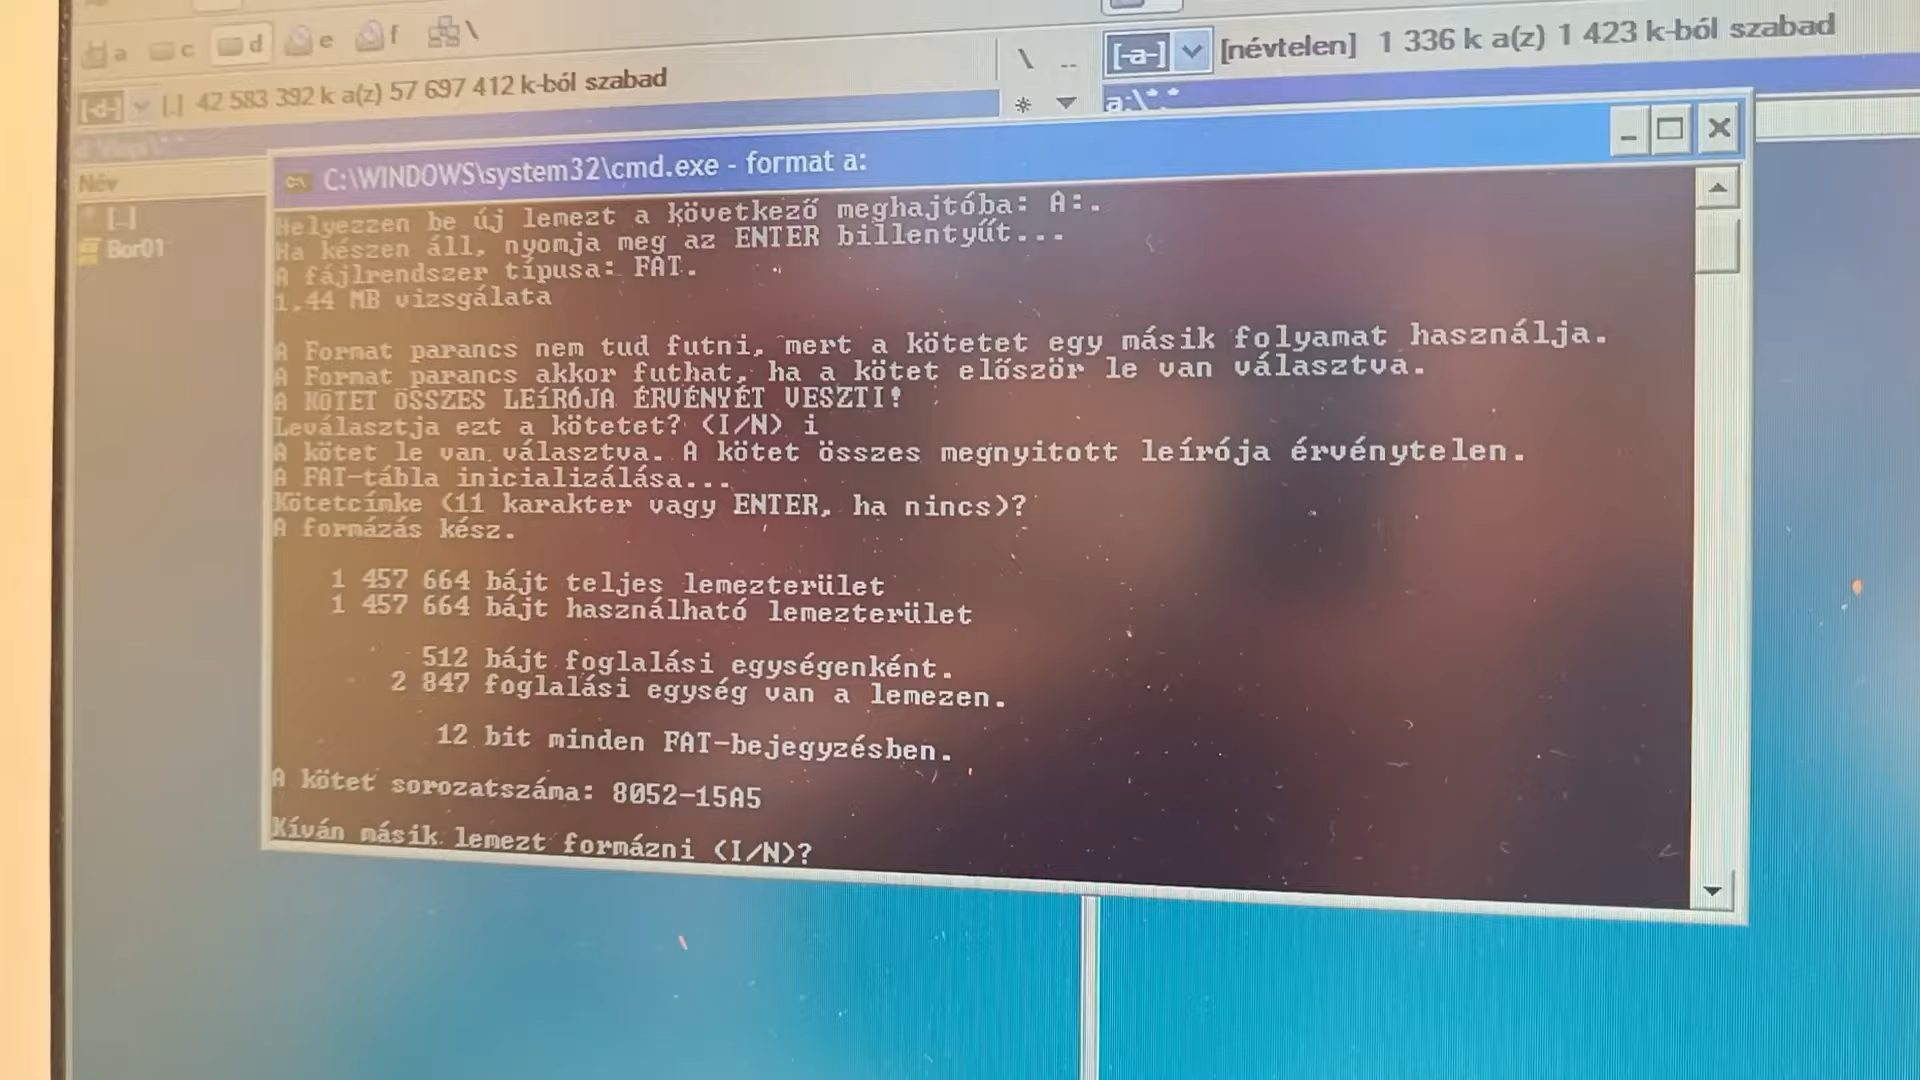 a c d e f \
[-d-] [.] 42 583 392 k a(z) 57 697 412 k-ból szabad
\ ..
[-a-] [névtelen] 1 336 k a(z) 1 423 k-ból szabad
a:\*.*
Név
[..]
Bor01
C:\WINDOWS\system32\cmd.exe - format a:
Helyezzen be új lemezt a következő meghajtóba: A:.
Ha készen áll, nyomja meg az ENTER billentyűt...
A fájlrendszer típusa: FAT.
1,44 MB vizsgálata
A Format parancs nem tud futni, mert a kötetet egy másik folyamat használja.
A Format parancs akkor futhat, ha a kötet először le van választva.
A KÖTET ÖSSZES LEÍRÓJA ÉRVÉNYÉT VESZTI!
Leválasztja ezt a kötetet? (I/N) i
A kötet le van választva. A kötet összes megnyitott leírója érvénytelen.
A FAT-tábla inicializálása...
Kötetcímke (11 karakter vagy ENTER, ha nincs)?
A formázás kész.
1 457 664 bájt teljes lemezterület
1 457 664 bájt használható lemezterület
512 bájt foglalási egységenként.
2 847 foglalási egység van a lemezen.
12 bit minden FAT-bejegyzésben.
A kötet sorozatszáma: 8052-15A5
Kíván másik lemezt formázni (I/N)?